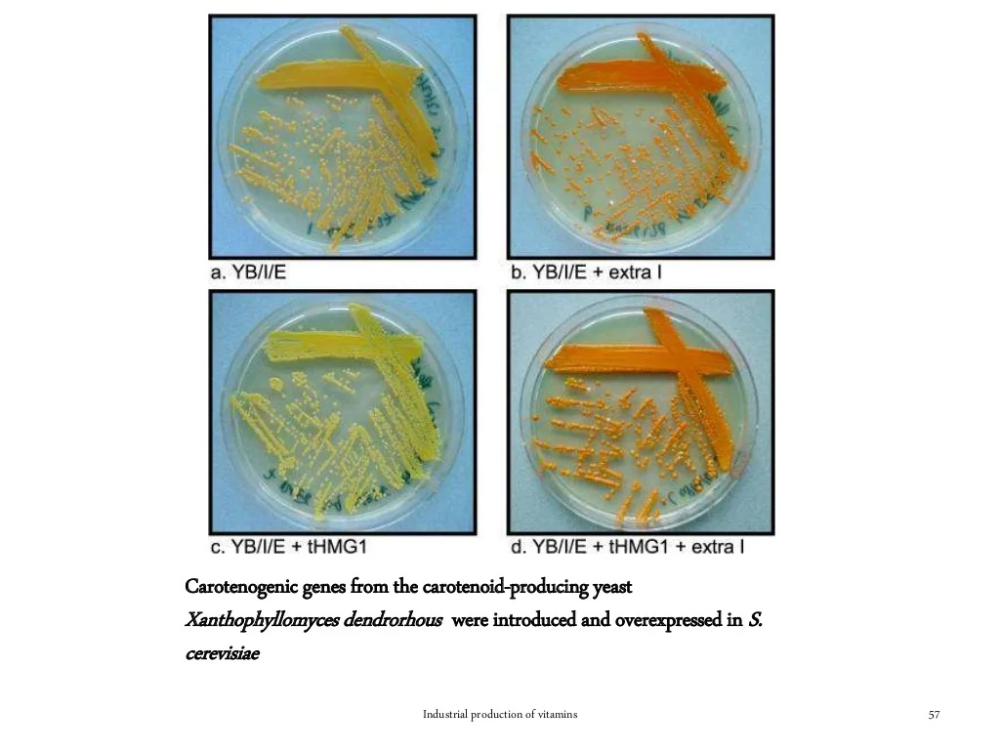 a. YB/I/E
b. YB/I/E + extra I
c. YB/I/E + tHMG1
d. YB/I/E + tHMG1 + extra I
Carotenogenic genes from the carotenoid-producing yeast
Xanthophyllomyces dendrorhous were introduced and overexpressed in S.
cerevisiae
Industrial production of vitamins
57